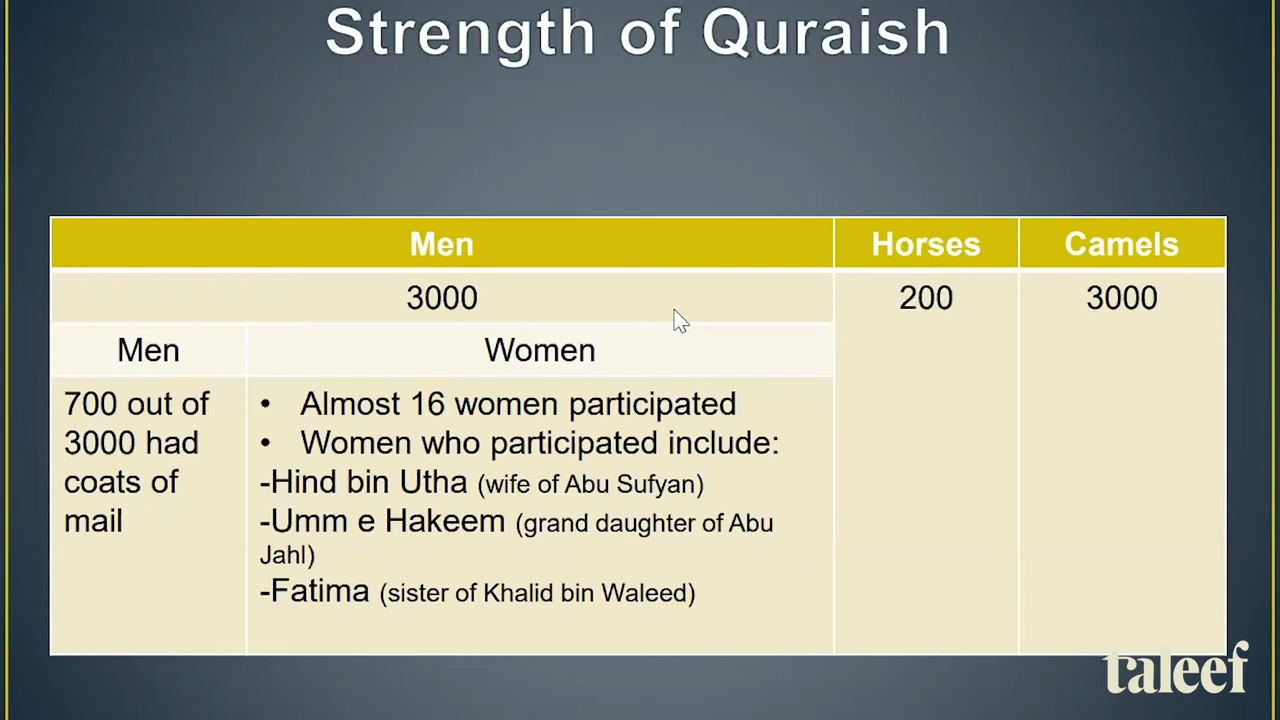 Strength of Quraish
Men
Horses
Camels
3000
200
3000
Men
Women
700 out of
3000 had
coats of
mail
• Almost 16 women participated
• Women who participated include:
-Hind bin Utha (wife of Abu Sufyan)
-Umm e Hakeem (grand daughter of Abu
Jahl)
-Fatima (sister of Khalid bin Waleed)
taleef